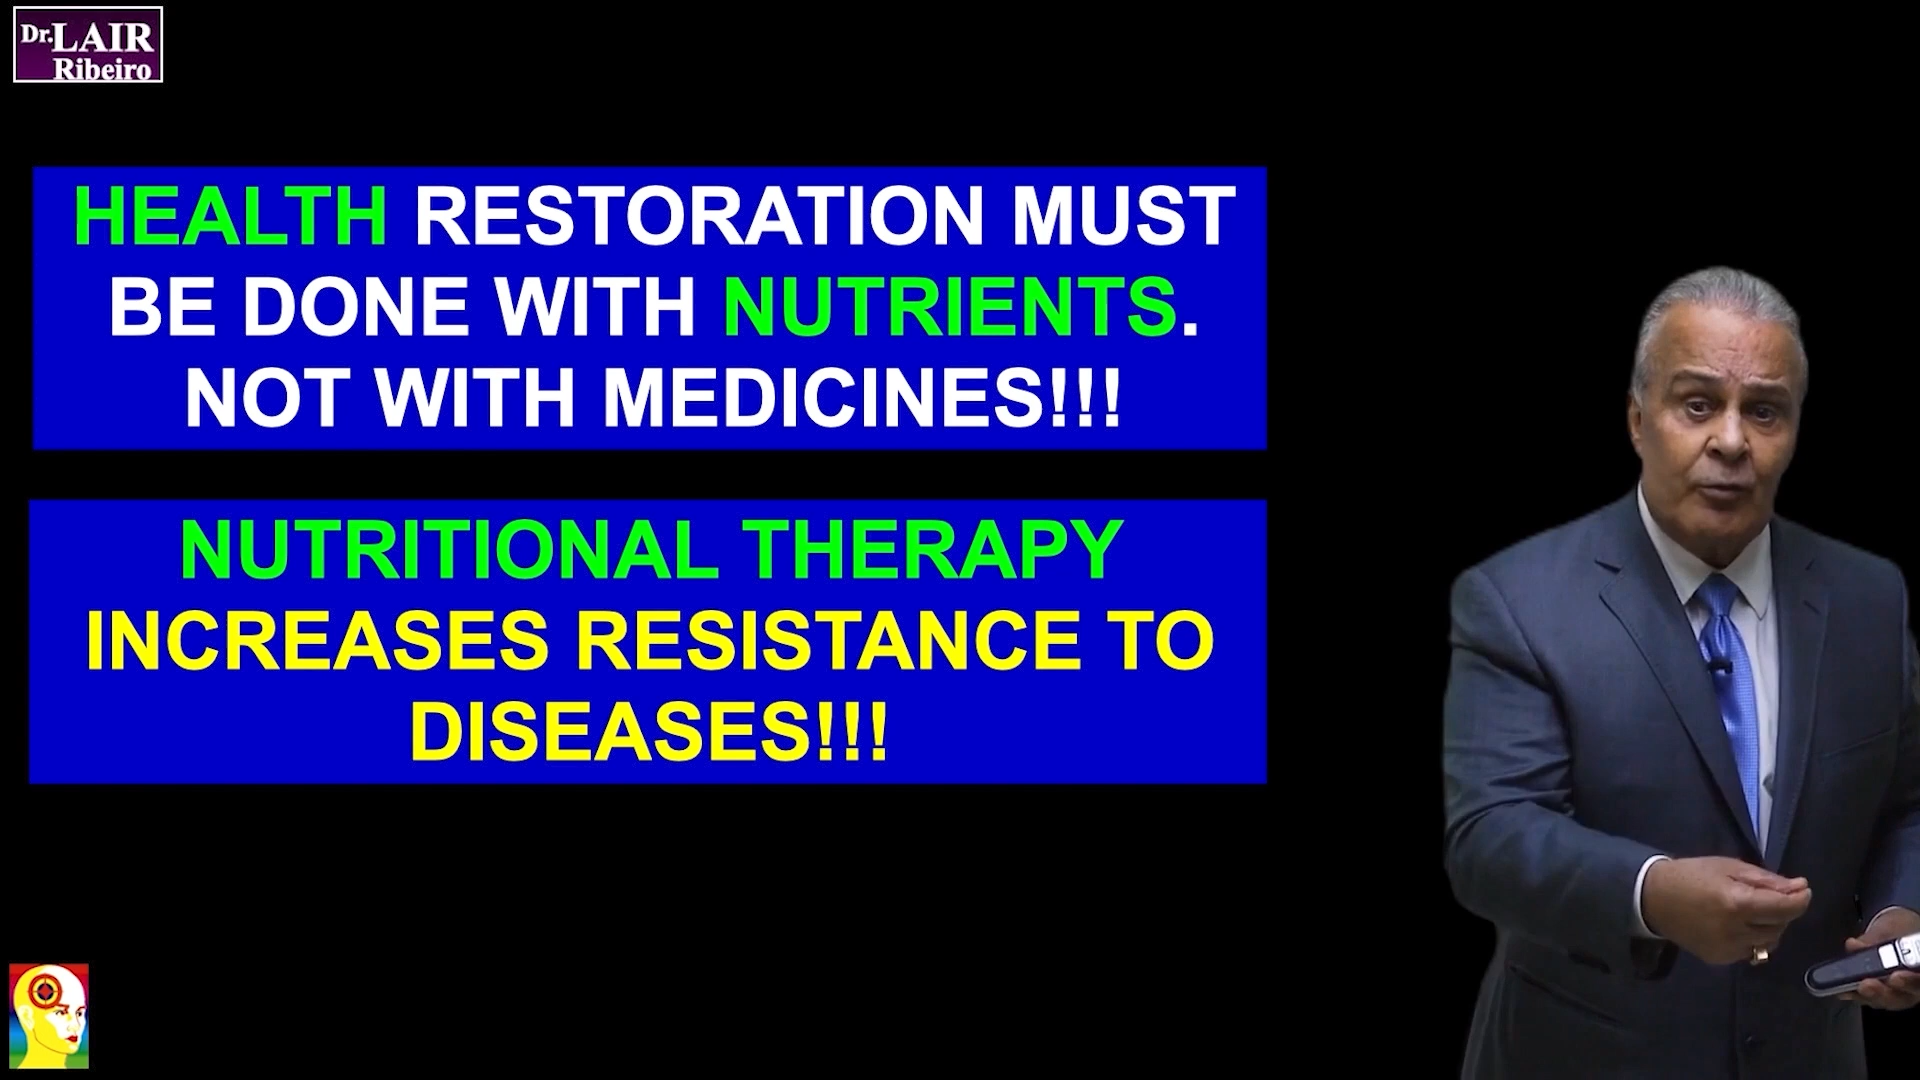 Dr. LAIR
Ribeiro
HEALTH RESTORATION MUST
BE DONE WITH NUTRIENTS.
NOT WITH MEDICINES!!!
NUTRITIONAL THERAPY
INCREASES RESISTANCE TO
DISEASES!!!